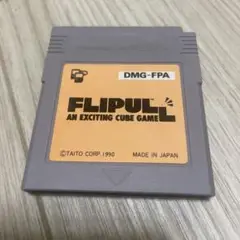 DMG-FPA
FLIPULL
AN EXCITING CUBE GAME
©TAITO CORP.1990 MADE IN JAPAN